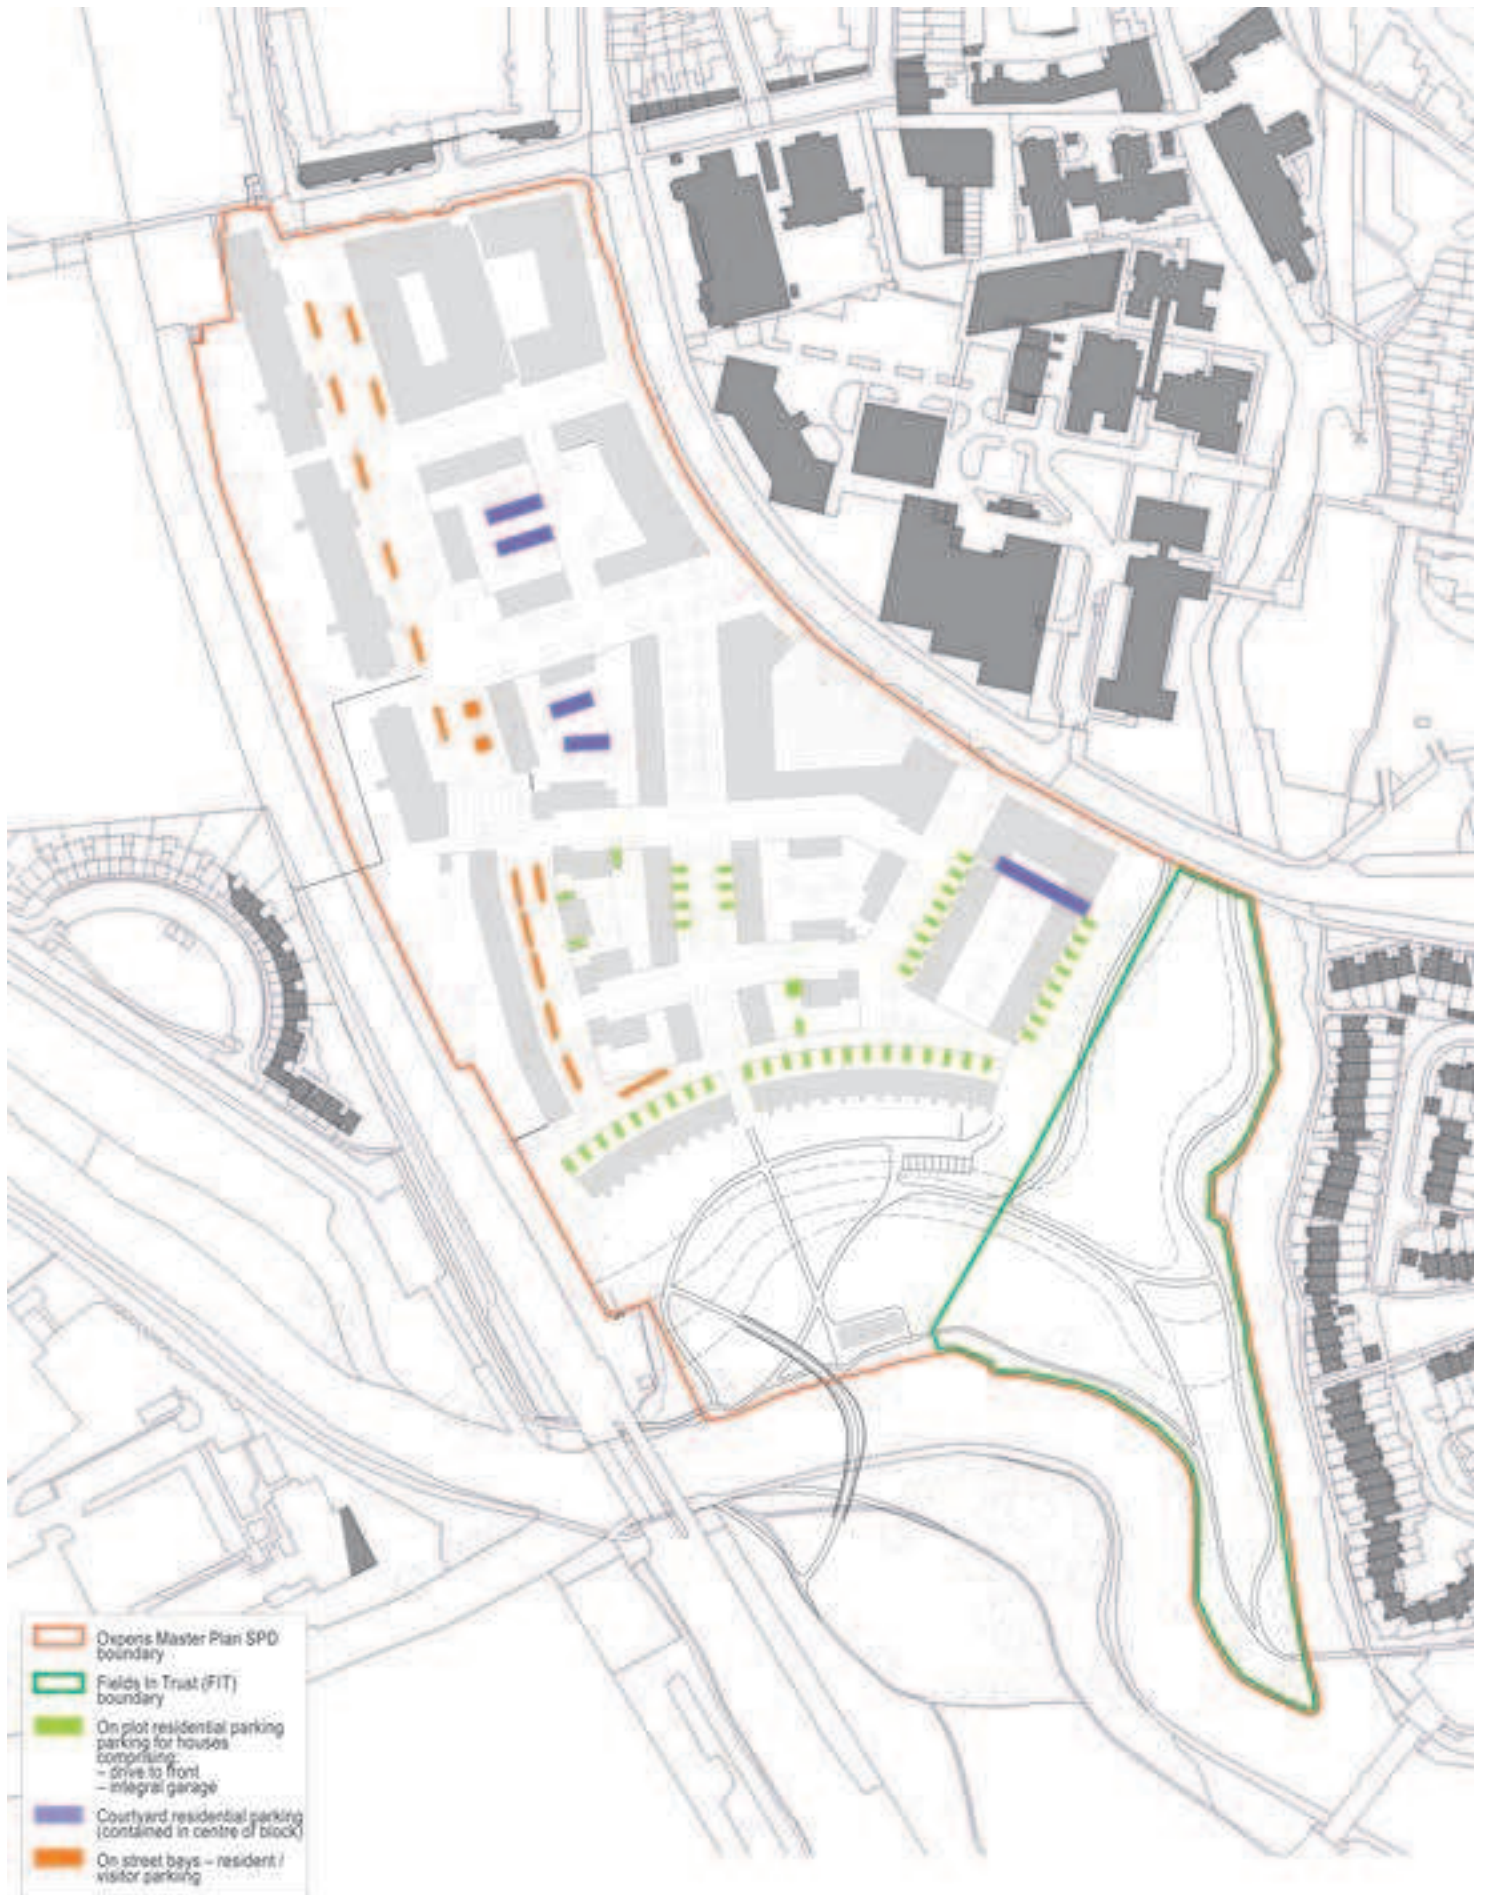 Oxpens Master Plan SPD
boundary
Fields In Trust (FIT)
boundary
On plot residential parking
parking for houses
comprising:
– drive to front
– integral garage
Courtyard residential parking
(contained in centre of block)
On street bays – resident /
visitor parking